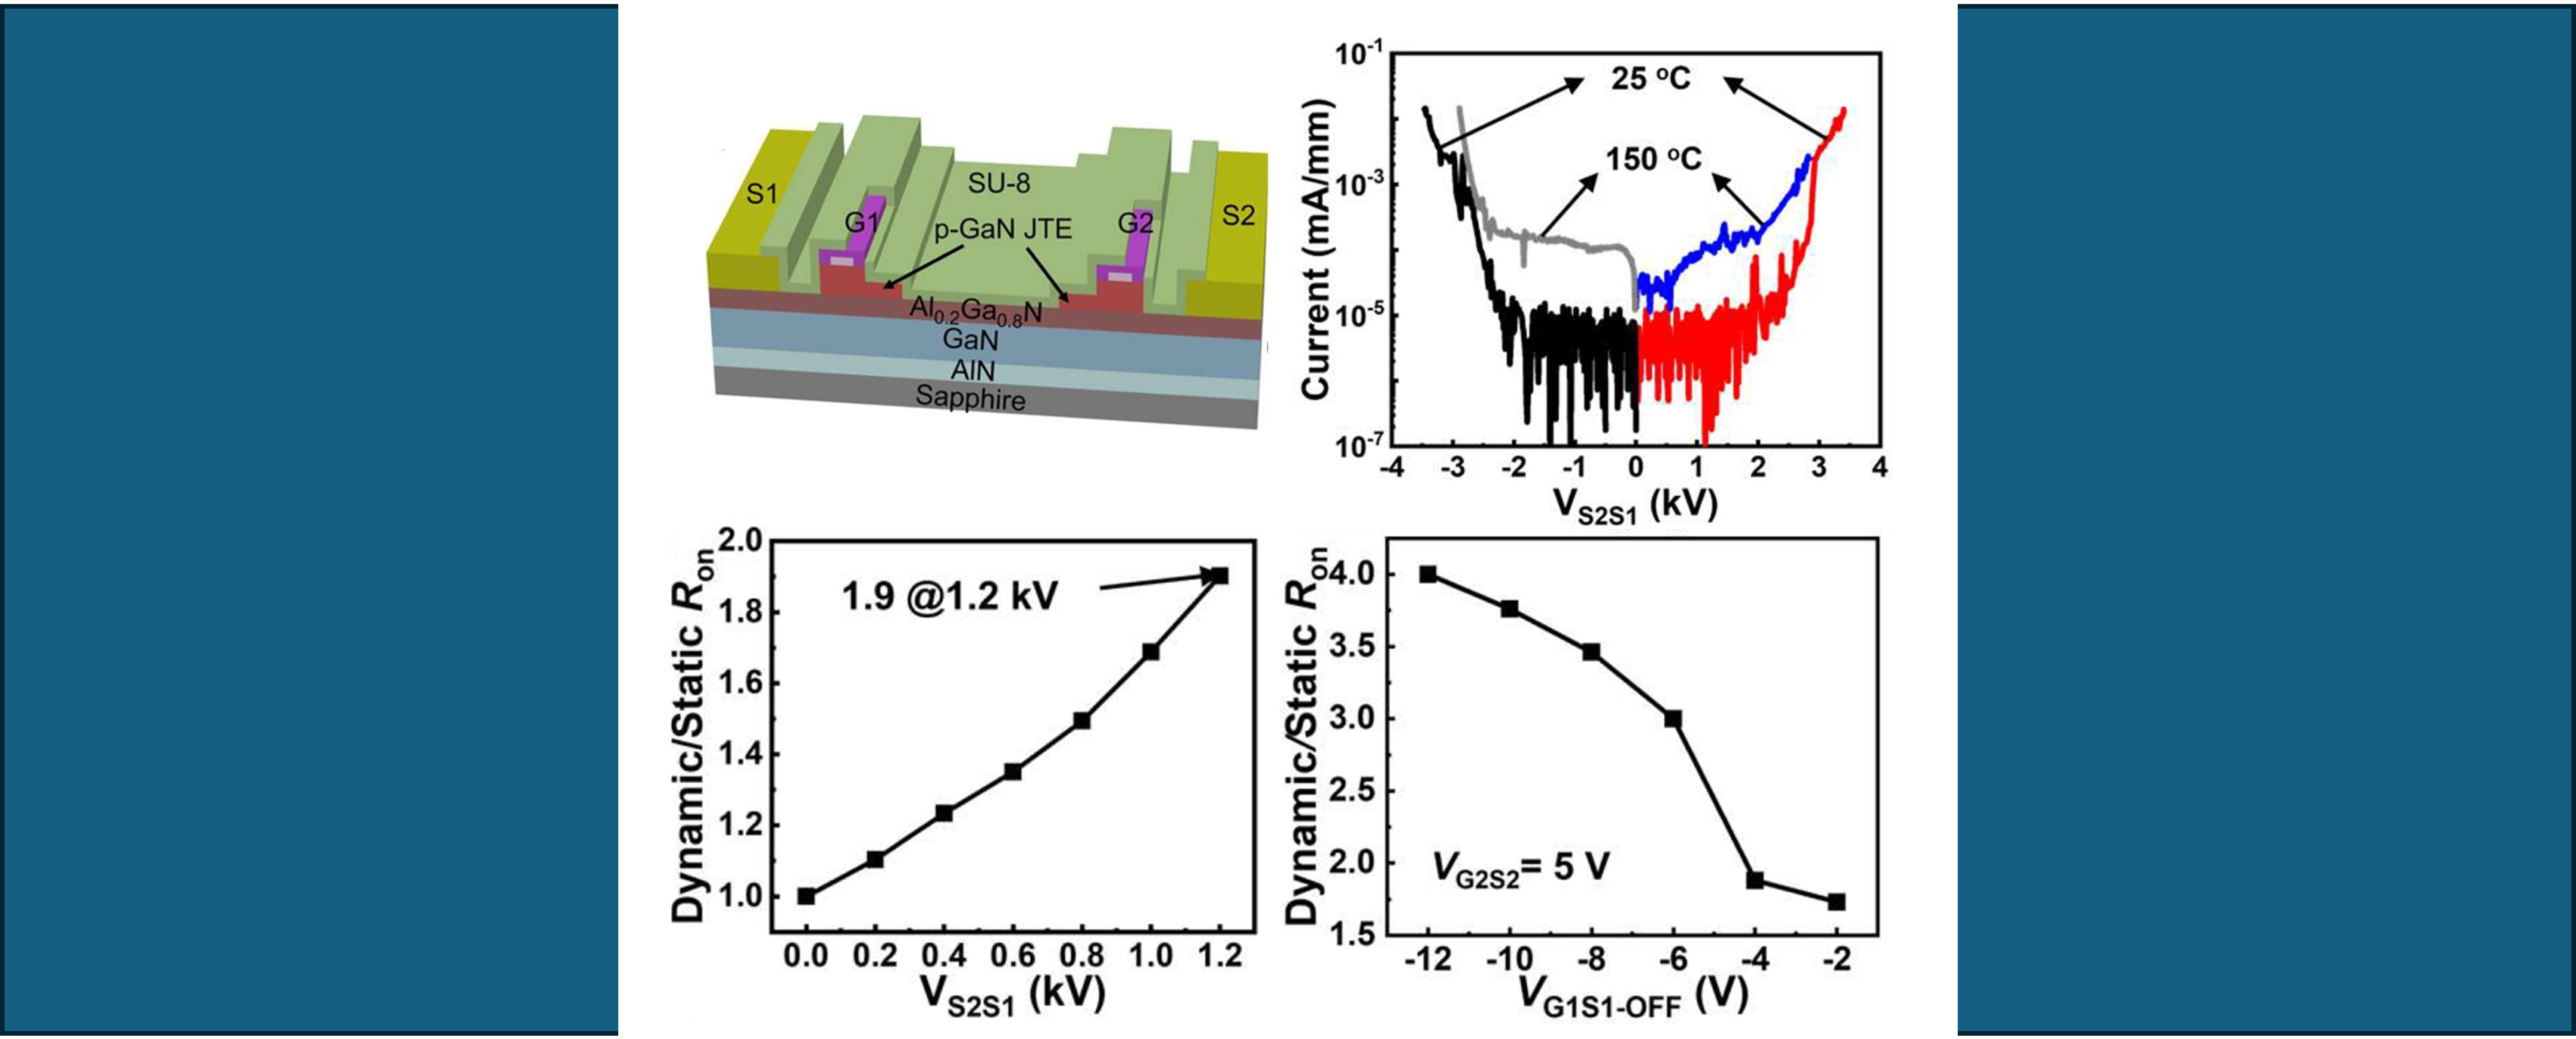 S1
G1
SU-8
p-GaN JTE
G2
S2
Al0.2Ga0.8N
GaN
AlN
Sapphire
10-1
10-3
10-5
10-7
Current (mA/mm)
25 oC
150 oC
-4 -3 -2 -1 0 1 2 3 4
VS2S1 (kV)
2.0
1.8
1.6
1.4
1.2
1.0
Dynamic/Static Ron
1.9 @1.2 kV
0.0 0.2 0.4 0.6 0.8 1.0 1.2
VS2S1 (kV)
4.0
3.5
3.0
2.5
2.0
1.5
Dynamic/Static Ron
VG2S2= 5 V
-12 -10 -8 -6 -4 -2
VG1S1-OFF (V)